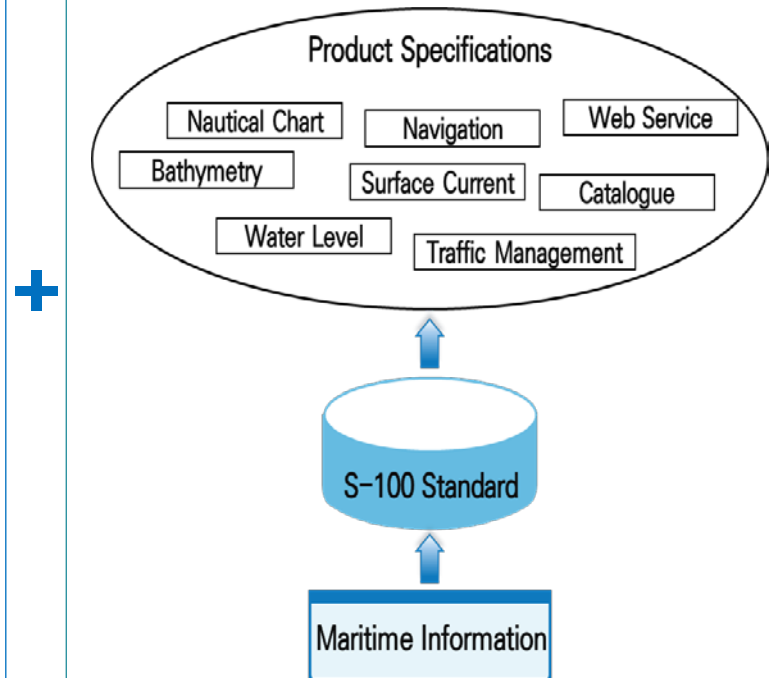 Product Specifications
Nautical Chart
Navigation
Web Service
Bathymetry
Surface Current
Catalogue
Water Level
Traffic Management
S-100 Standard
Maritime Information